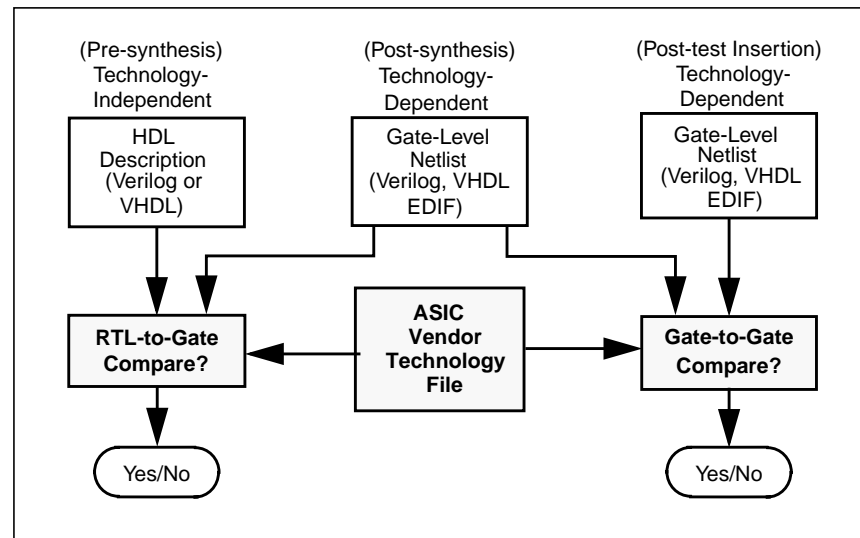 (Pre-synthesis)
Technology-
Independent
(Post-synthesis)
Technology-
Dependent
(Post-test Insertion)
Technology-
Dependent
HDL
Description
(Verilog or
VHDL)
Gate-Level
Netlist
(Verilog, VHDL
EDIF)
Gate-Level
Netlist
(Verilog, VHDL
EDIF)
RTL-to-Gate
Compare?
ASIC
Vendor
Technology
File
Gate-to-Gate
Compare?
Yes/No
Yes/No